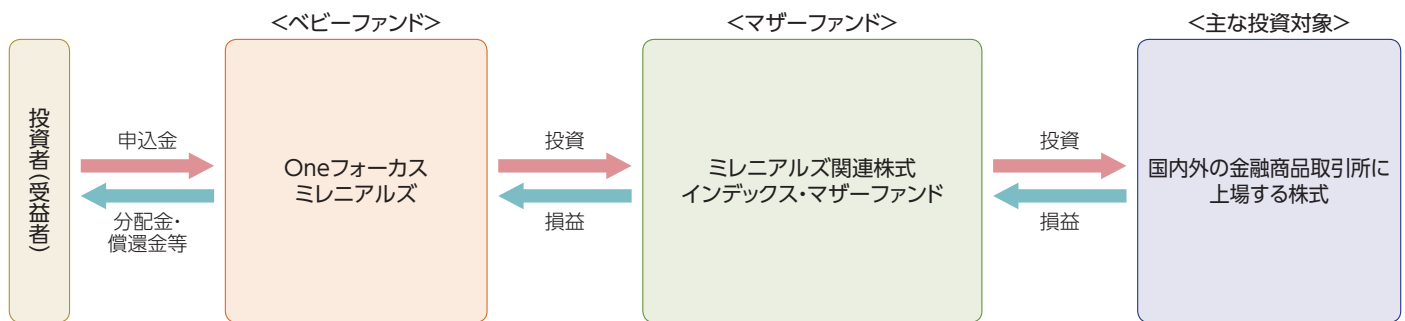 <ベビーファンド>
<マザーファンド>
<主な投資対象>
投資者(受益者)
申込金
分配金・
償還金等
Oneフォーカス
ミレニアルズ
投資
損益
ミレニアルズ関連株式
インデックス・マザーファンド
投資
損益
国内外の金融商品取引所に
上場する株式